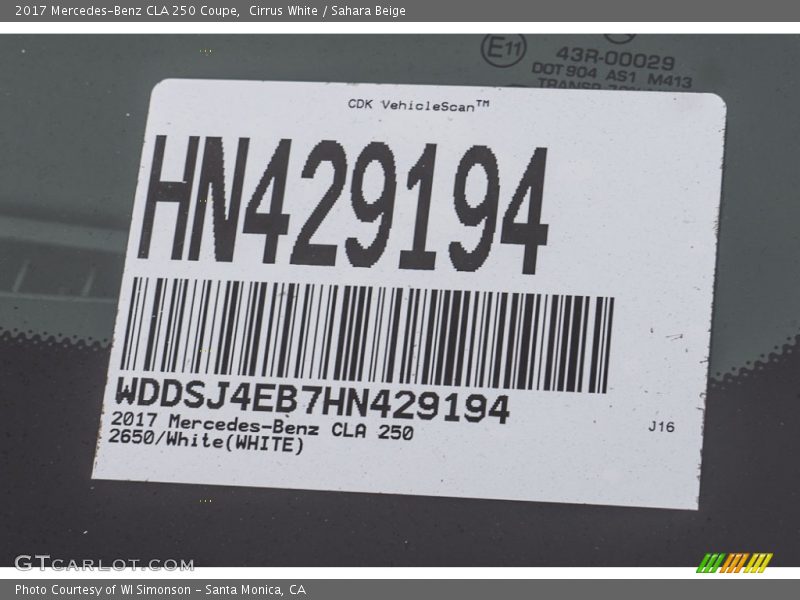 2017 Mercedes-Benz CLA 250 Coupe,  Cirrus White / Sahara Beige
E11
43R-00029
DOT904 AS1 M413
CDK VehicleScan™
HN429194
WDDSJ4EB7HN429194
2017 Mercedes-Benz CLA 250
2650/White(WHITE)
J16
GTCARLOT.COM
Photo Courtesy of WI Simonson - Santa Monica, CA